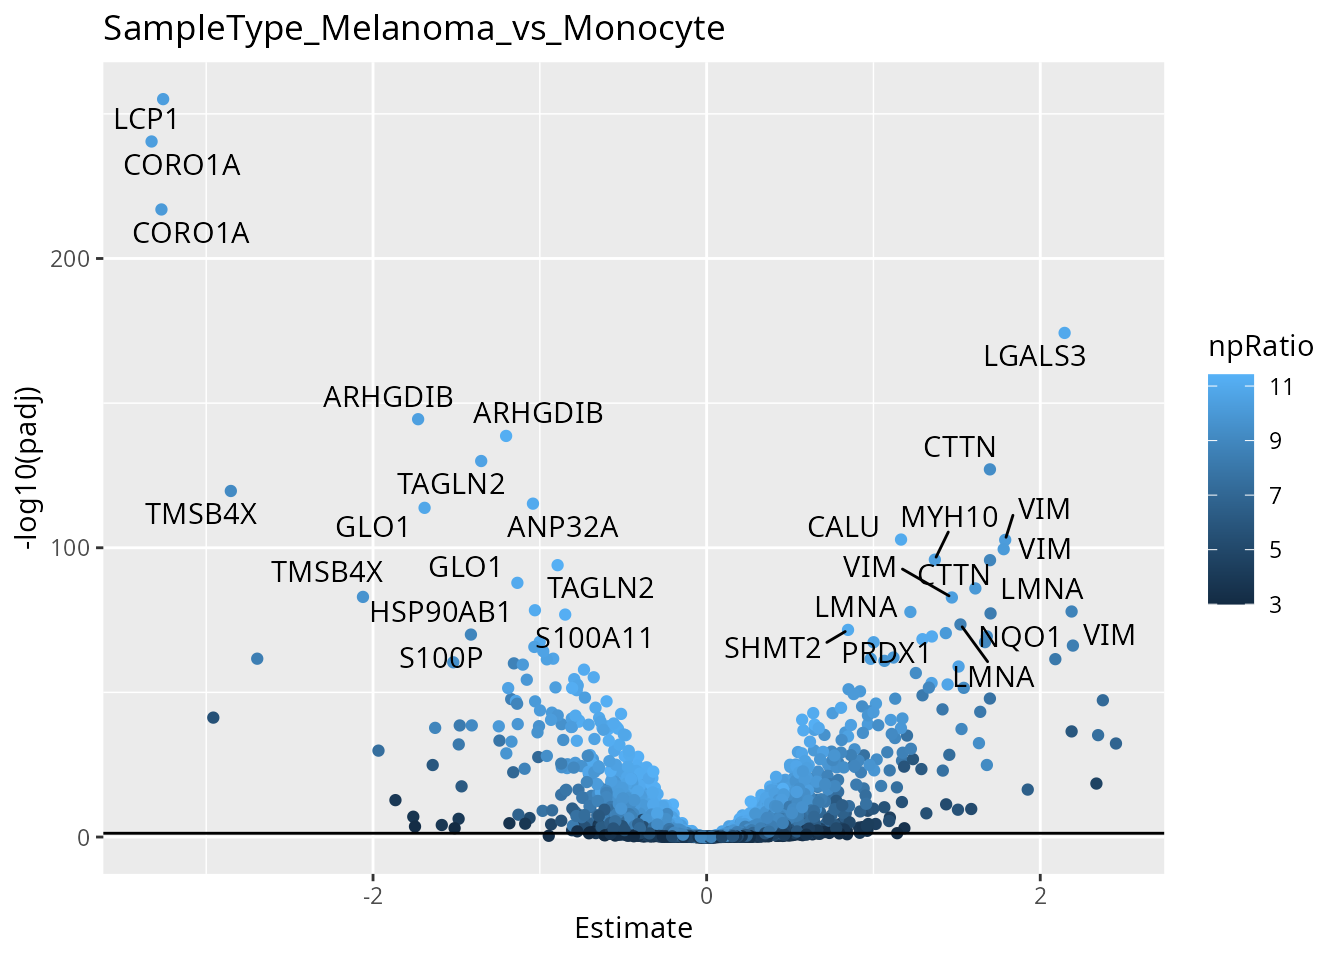 SampleType_Melanoma_vs_Monocyte
LCP1
CORO1A
CORO1A
200
LGALS3
npRatio
11
ARHGDIB
ARHGDIB
9
CTTN
7
TAGLN2
TMSB4X
GLO1
ANP32A
CALU
MYH10
VIM
5
100
VIM
TMSB4X
GLO1
VIM
CTTN
TAGLN2
LMNA
3
HSP90AB1
LMNA
S100A11
SHMT2
NQO1
VIM
S100P
PRDX1
LMNA
0
-log10(padj)
-2
0
2
Estimate